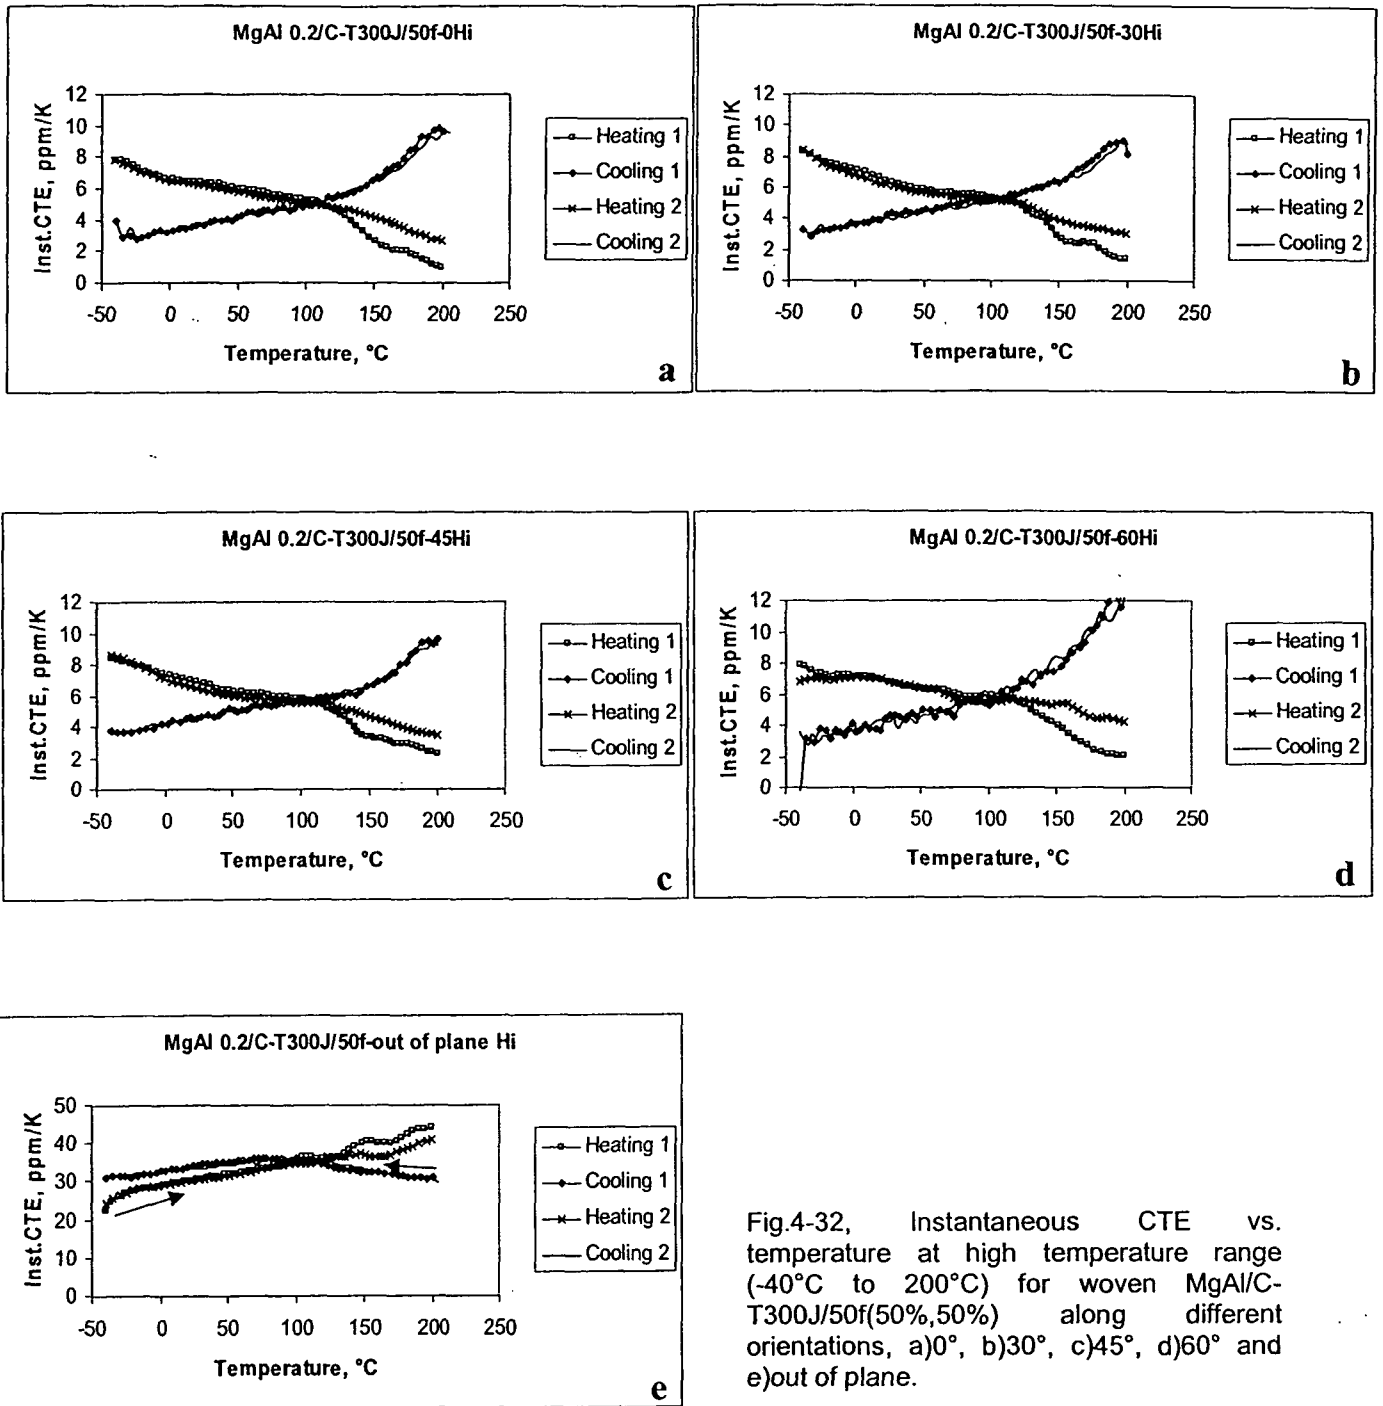 MgAl 0.2/C-T300J/50f-0Hi
Inst.CTE, ppm/K
12
10
8
6
4
2
0
-50 0 50 100 150 200 250
Temperature, °C
Heating 1
Cooling 1
Heating 2
Cooling 2
a
MgAl 0.2/C-T300J/50f-30Hi
Inst.CTE, ppm/K
12
10
8
6
4
2
0
-50 0 50 100 150 200 250
Temperature, °C
Heating 1
Cooling 1
Heating 2
Cooling 2
b
MgAl 0.2/C-T300J/50f-45Hi
Inst.CTE, ppm/K
12
10
8
6
4
2
0
-50 0 50 100 150 200 250
Temperature, °C
Heating 1
Cooling 1
Heating 2
Cooling 2
c
MgAl 0.2/C-T300J/50f-60Hi
Inst.CTE, ppm/K
12
10
8
6
4
2
0
-50 0 50 100 150 200 250
Temperature, °C
Heating 1
Cooling 1
Heating 2
Cooling 2
d
MgAl 0.2/C-T300J/50f-out of plane Hi
Inst.CTE, ppm/K
50
40
30
20
10
0
-50 0 50 100 150 200 250
Temperature, °C
Heating 1
Cooling 1
Heating 2
Cooling 2
e
Fig.4-32, Instantaneous CTE vs.
temperature at high temperature range
(-40°C to 200°C) for woven MgAl/C-
T300J/50f(50%,50%) along different
orientations, a)0°, b)30°, c)45°, d)60° and
e)out of plane.